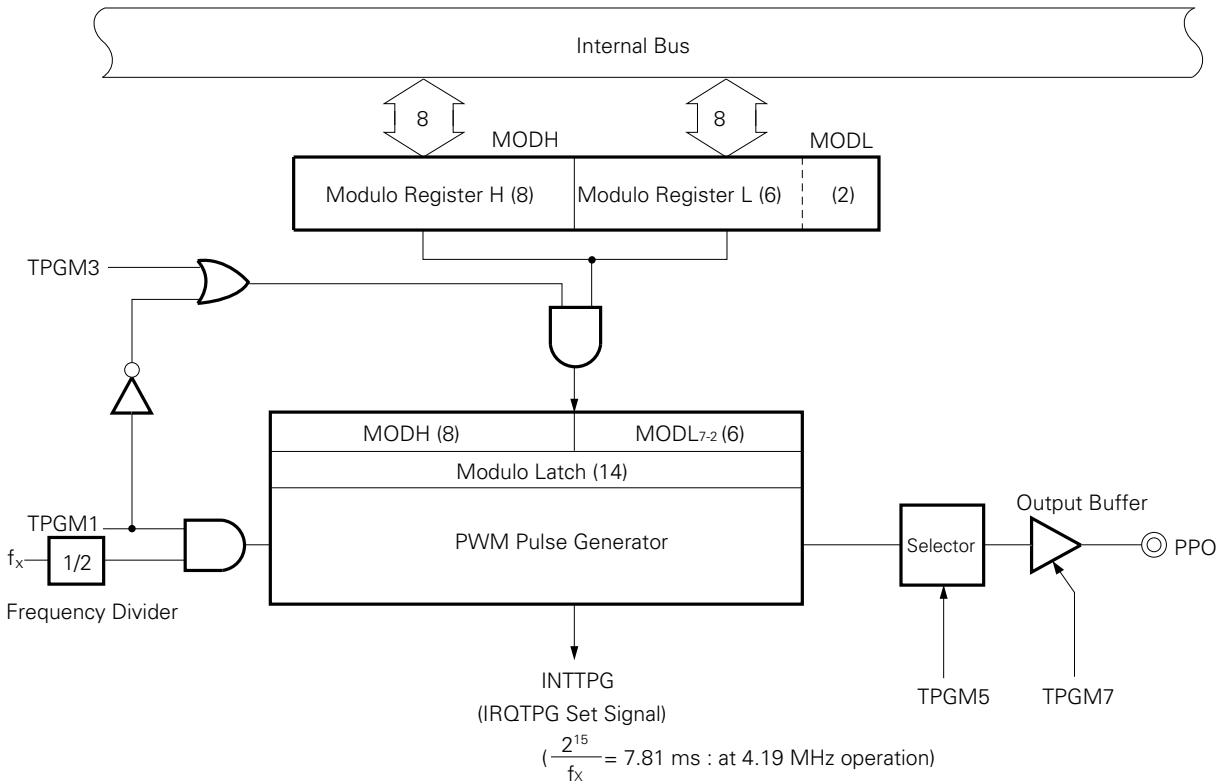 Internal Bus
8
8
MODH
MODL
Modulo Register H (8)
Modulo Register L (6)
(2)
TPGM3
MODH (8)
MODL7-2 (6)
Modulo Latch (14)
TPGM1
fx
1/2
Frequency Divider
PWM Pulse Generator
Selector
Output Buffer
PPO
TPGM5
TPGM7
INTTPG
(IRQTPG Set Signal)
( 2^15 / fx = 7.81 ms : at 4.19 MHz operation)